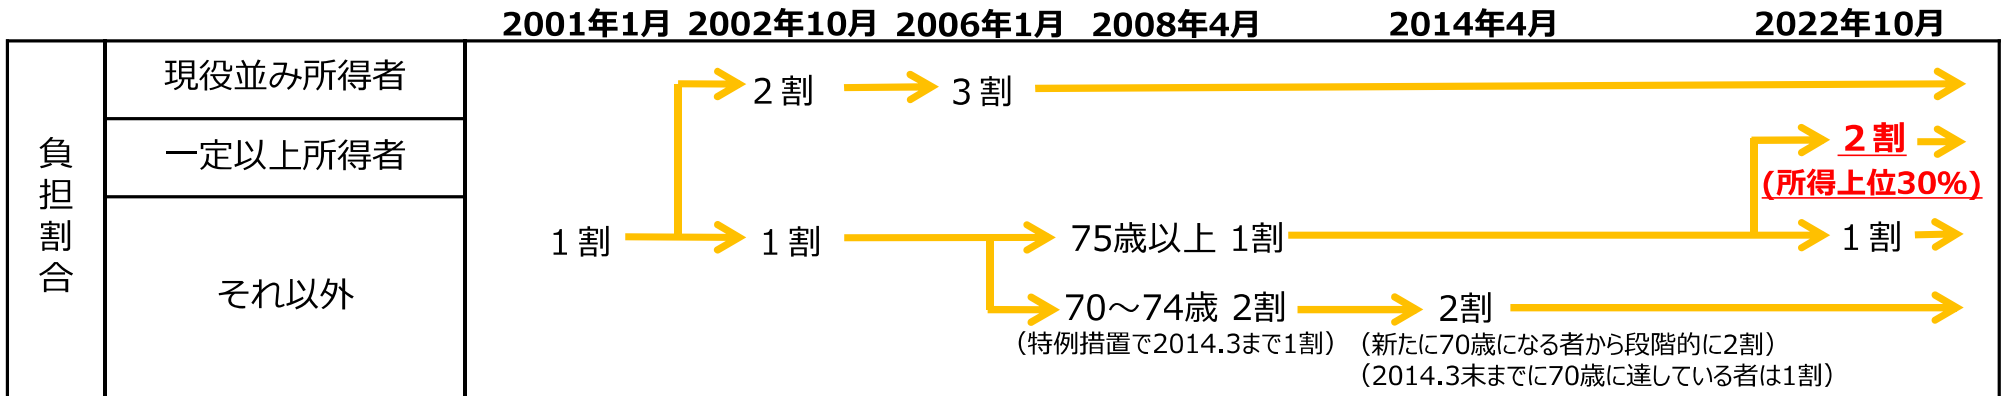 2001年1月 2002年10月 2006年1月 2008年4月 2014年4月 2022年10月
負担割合
現役並み所得者
2割 3割
一定以上所得者
2割
(所得上位30%)
それ以外
1割 1割 75歳以上 1割 1割
70～74歳 2割 2割
（特例措置で2014.3まで1割）（新たに70歳になる者から段階的に2割）
（2014.3末までに70歳に達している者は1割）